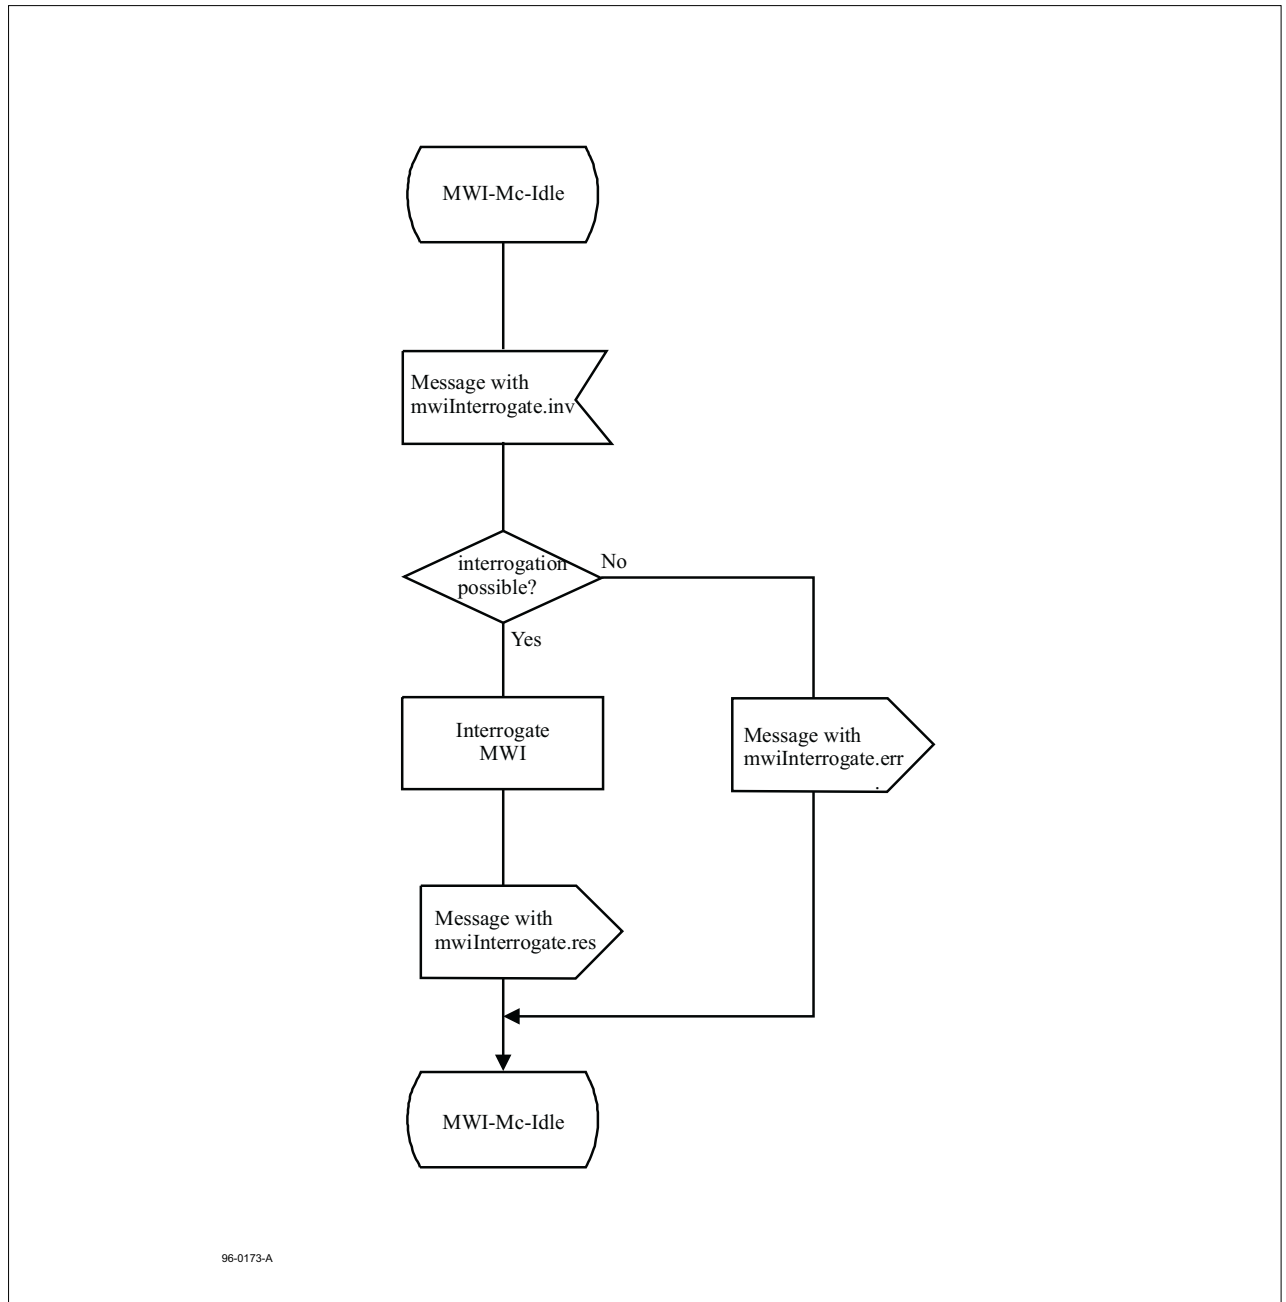 MWI-Mc-Idle
Message with
mwiInterrogate.inv
interrogation
possible?
No
Yes
Interrogate
MWI
Message with
mwiInterrogate.err
.
Message with
mwiInterrogate.res
MWI-Mc-Idle
96-0173-A